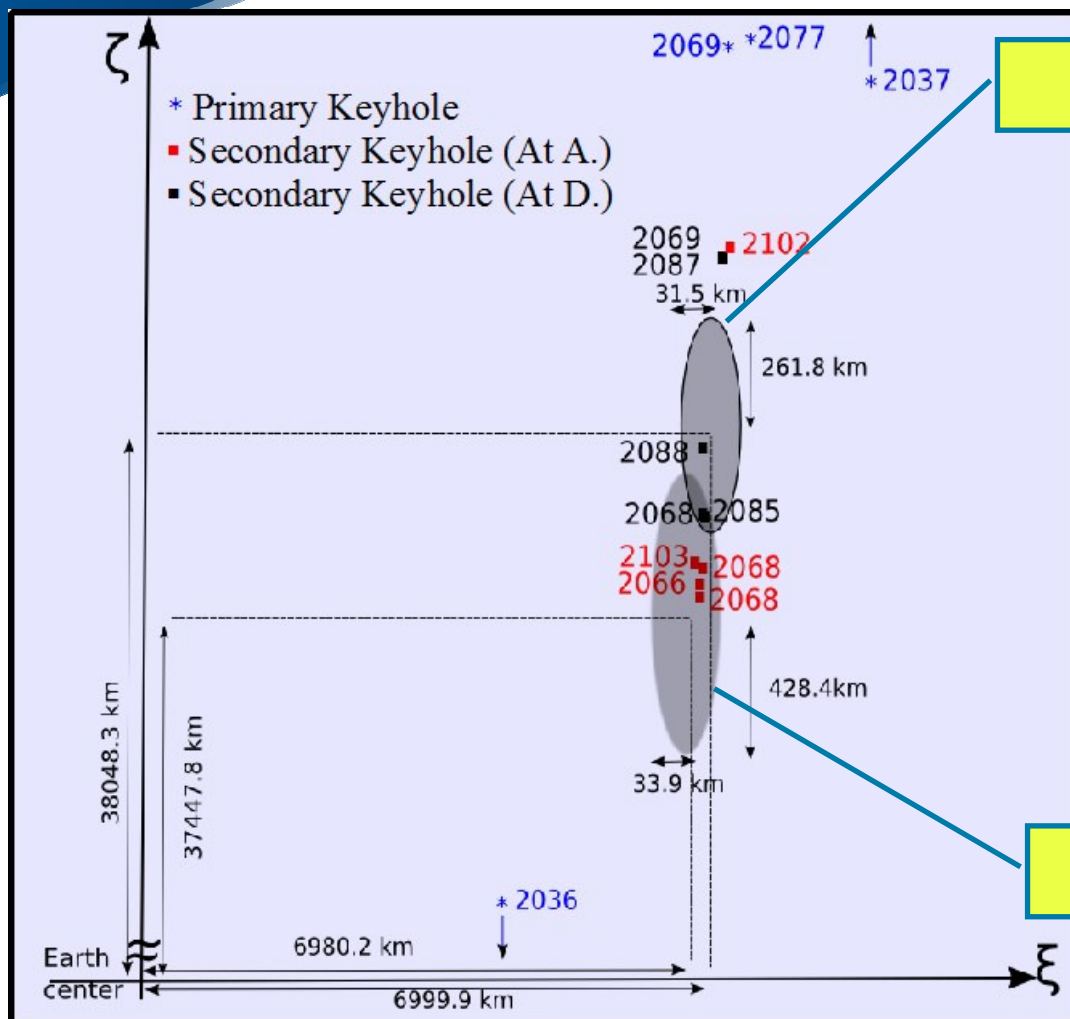 ζ
2069* *2077
*2037
* Primary Keyhole
▪ Secondary Keyhole (At A.)
▪ Secondary Keyhole (At D.)
2069 2102
2087
31.5 km
261.8 km
2088
2068 2085
2103 2068
2066
2068
38048.3 km
37447.8 km
428.4km
33.9 km
* 2036
6980.2 km
Earth
center
6999.9 km
ξ